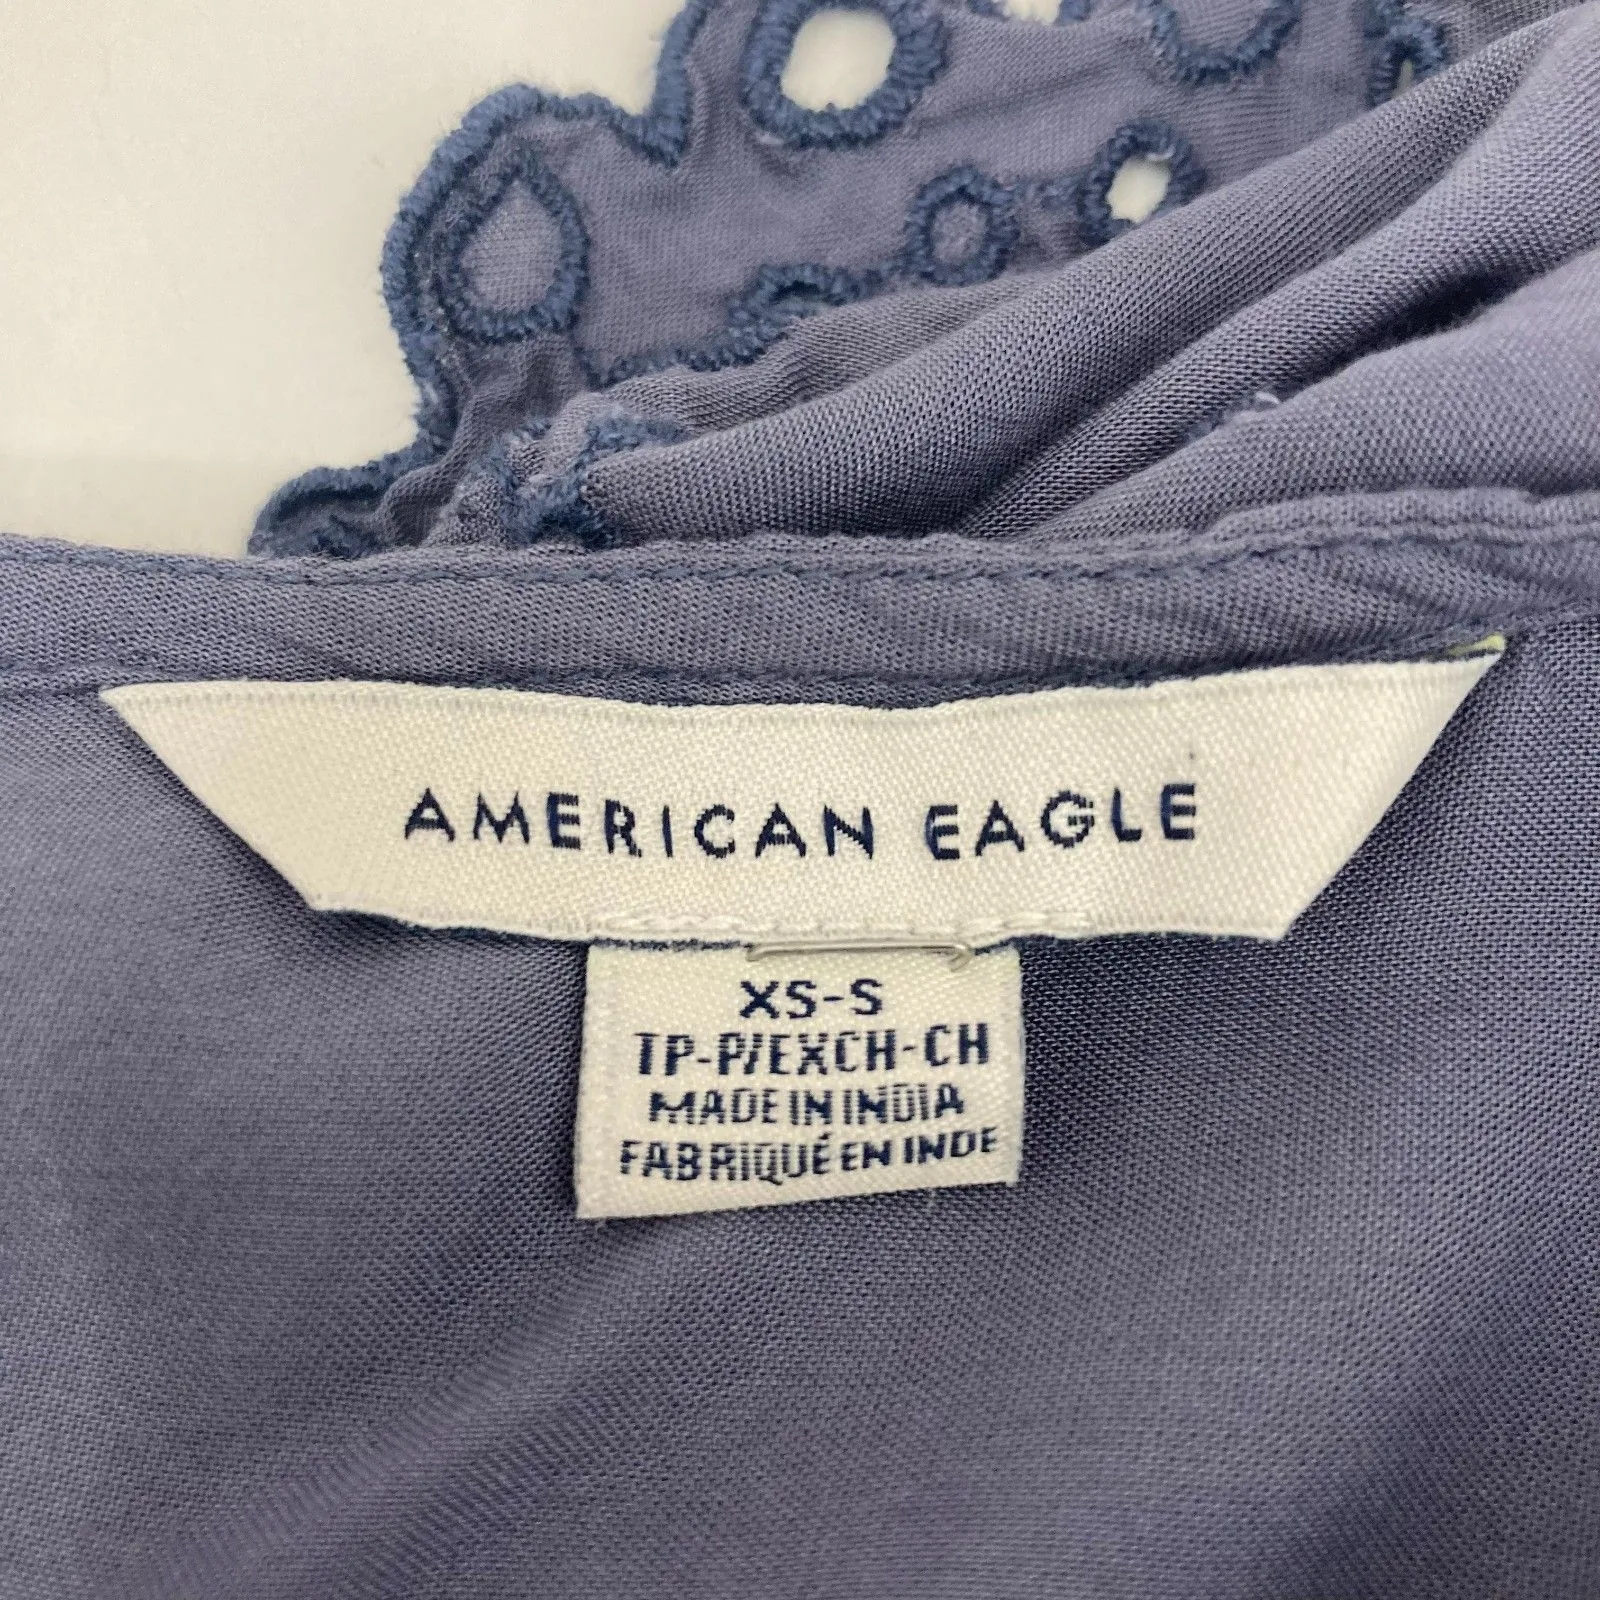 AMERICAN EAGLE
XS-S
TP-P/EXCH-CH
MADE IN INDIA
FABRIQUÉ EN INDE